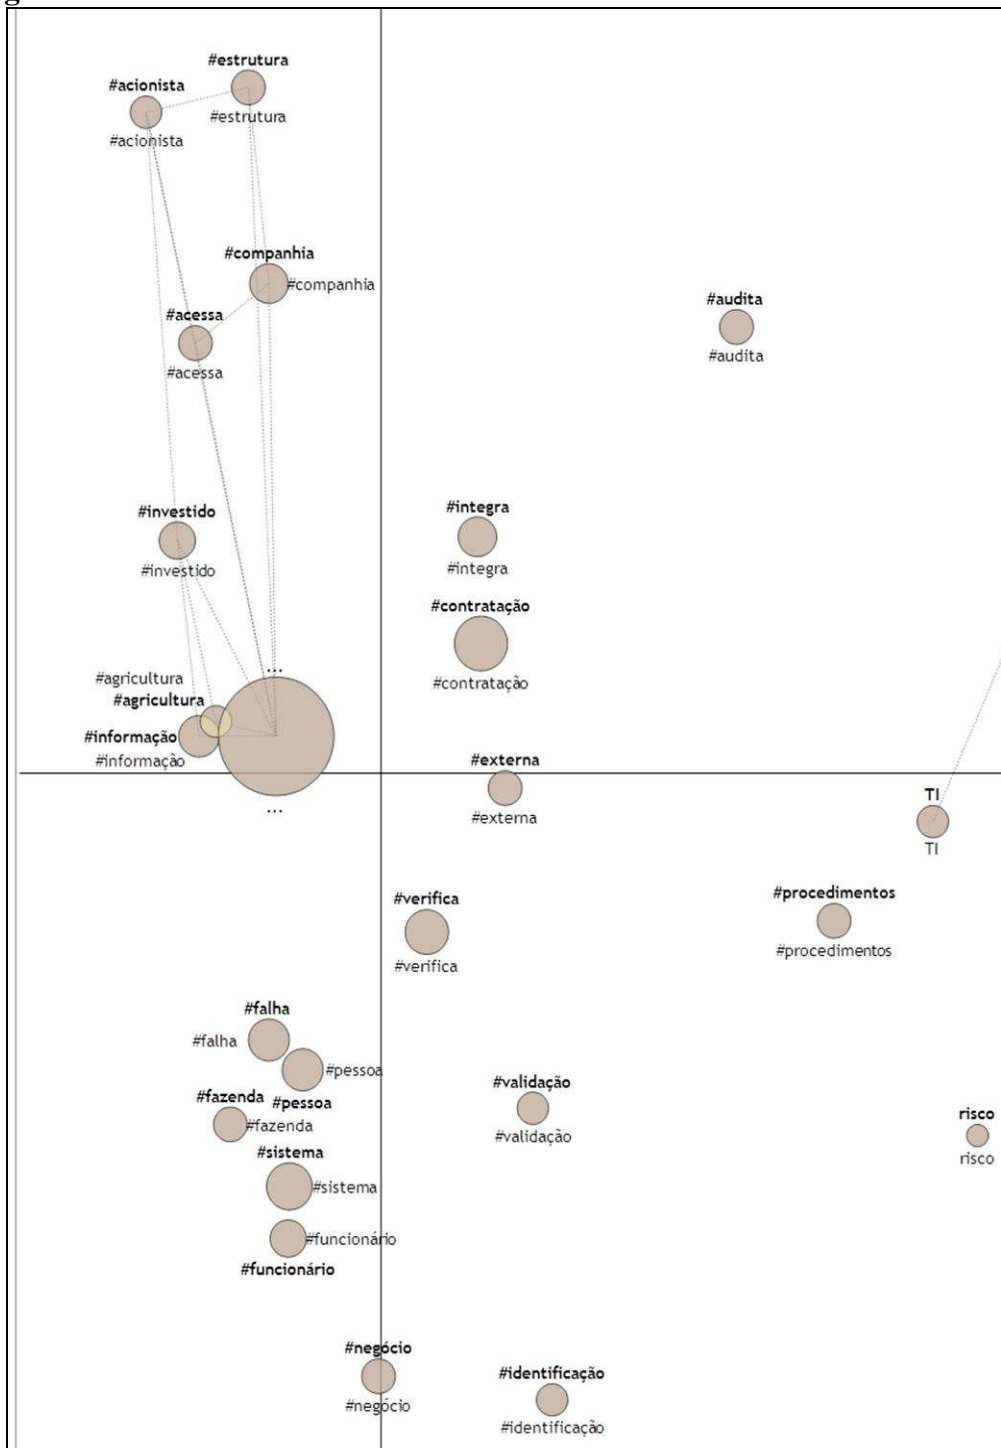 g
#estrutura
#acionista
#estrutura
#acionista
#companhia
#companhia
#audita
#acessa
#audita
#acessa
#investido
#integra
#investido
#integra
#contratação
...
#agricultura
#contratação
#agricultura
#informação
#informação
#externa
...
#externa
TI
TI
#procedimentos
#verifica
#procedimentos
#verifica
#falha
#falha
#pessoa
#validação
#fazenda
#pessoa
#fazenda
risco
#validação
#sistema
risco
#sistema
#funcionário
#funcionário
#negócio
#identificação
#negócio
#identificação